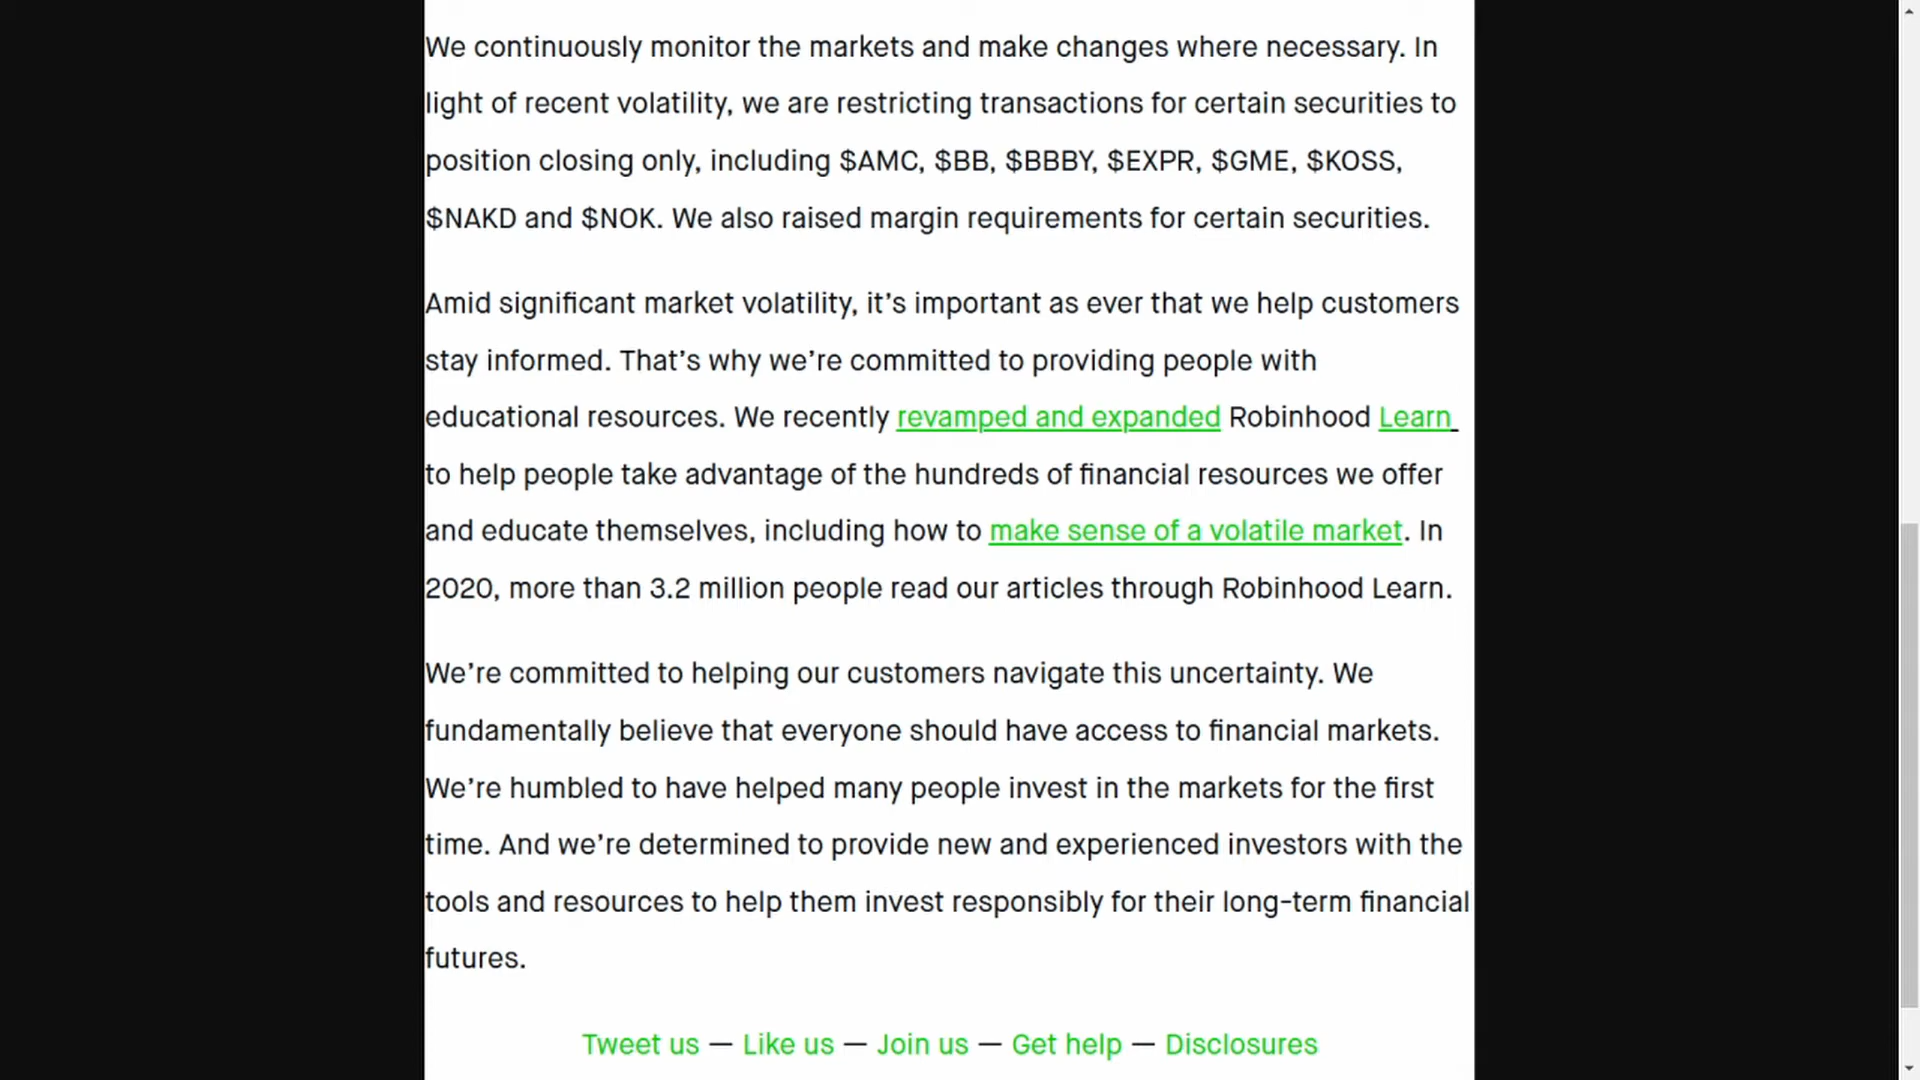 We continuously monitor the markets and make changes where necessary. In
light of recent volatility, we are restricting transactions for certain securities to
position closing only, including $AMC, $BB, $BBBY, $EXPR, $GME, $KOSS,
$NAKD and $NOK. We also raised margin requirements for certain securities.
Amid significant market volatility, it’s important as ever that we help customers
stay informed. That’s why we’re committed to providing people with
educational resources. We recently revamped and expanded Robinhood Learn
to help people take advantage of the hundreds of financial resources we offer
and educate themselves, including how to make sense of a volatile market. In
2020, more than 3.2 million people read our articles through Robinhood Learn.
We’re committed to helping our customers navigate this uncertainty. We
fundamentally believe that everyone should have access to financial markets.
We’re humbled to have helped many people invest in the markets for the first
time. And we’re determined to provide new and experienced investors with the
tools and resources to help them invest responsibly for their long-term financial
futures.
Tweet us — Like us — Join us — Get help — Disclosures